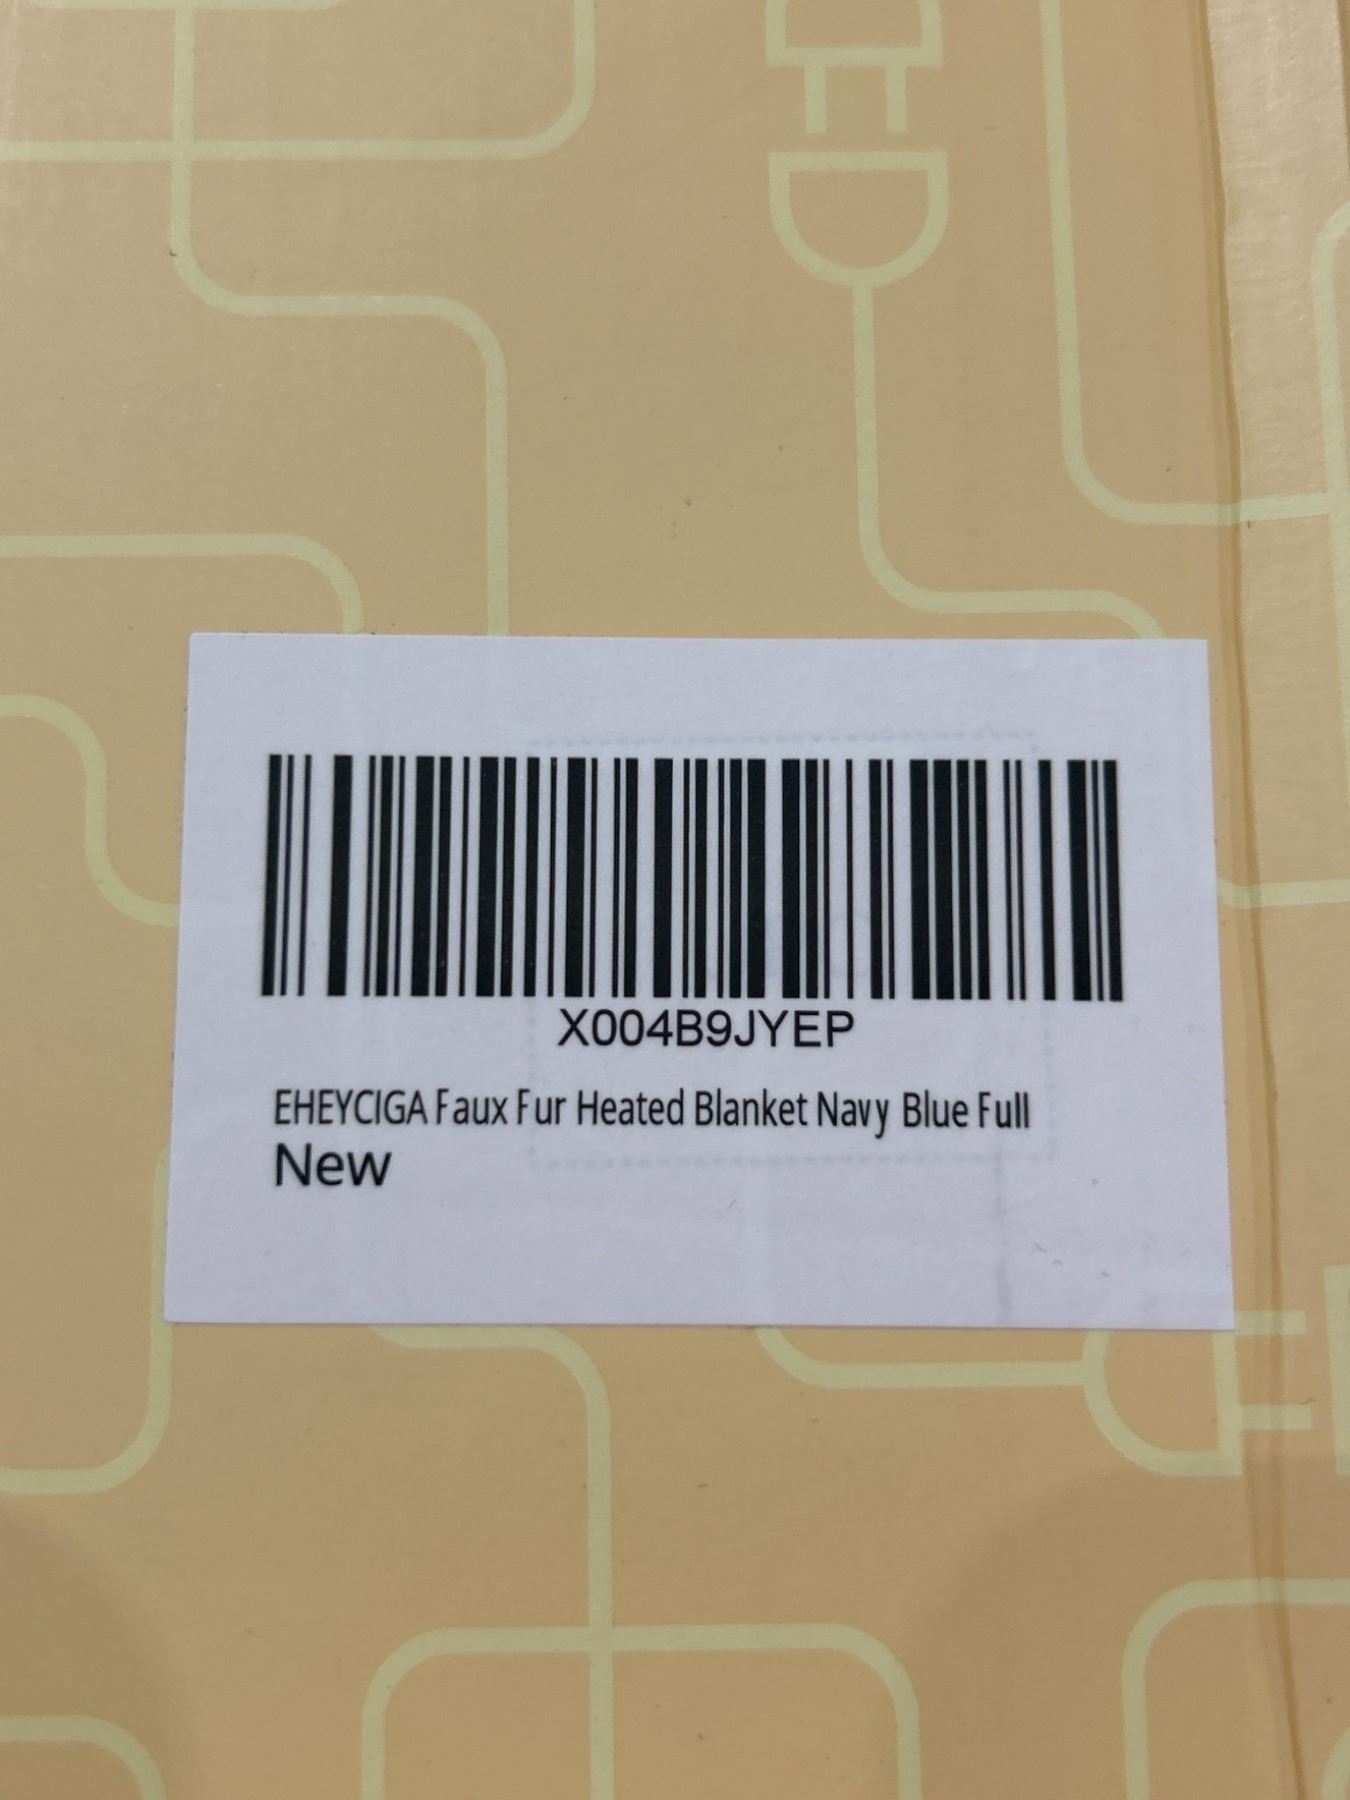 X004B9JYEP
EHEYCIGA Faux Fur Heated Blanket Navy Blue Full
New